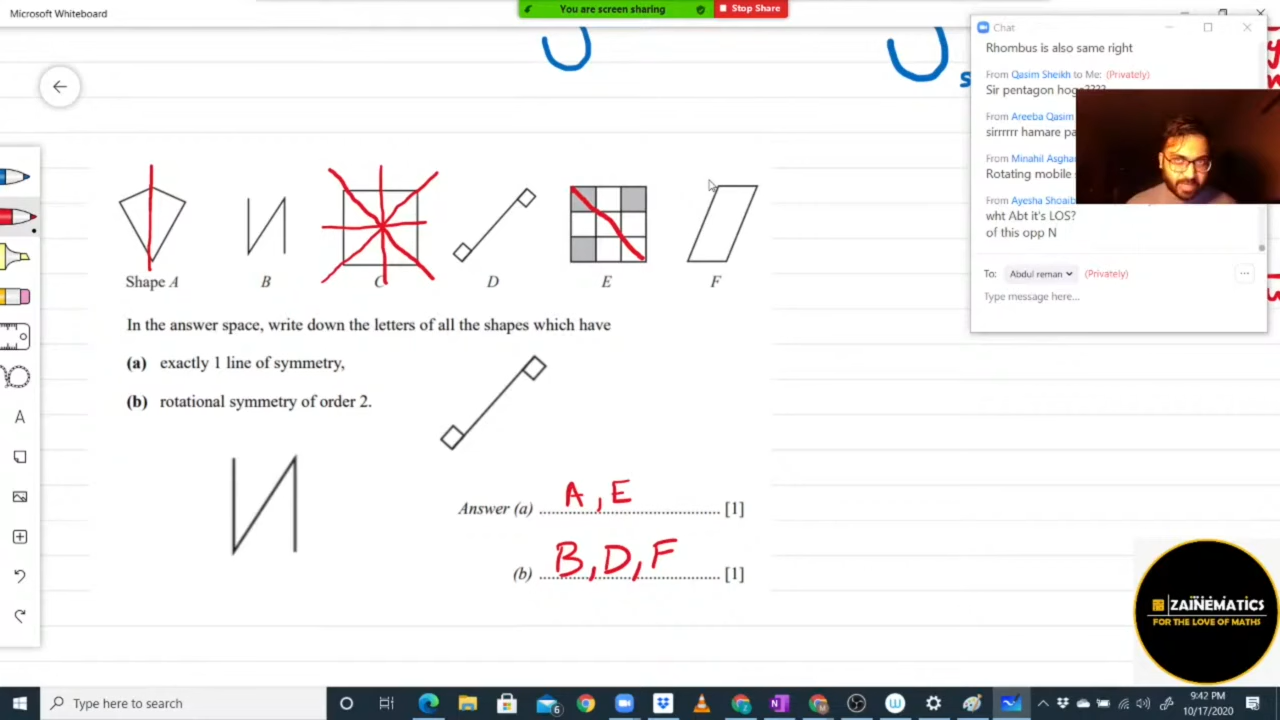 Microsoft Whiteboard
You are screen sharing
Stop Share
Chat
Rhombus is also same right
From Qasim Sheikh to Me: (Privately)
Sir pentagon
From Areeba Qasim
sirrrrrr hamare
From Minahil
Rotating mobile
From Ayesha Shoaib
wht Abt it's LOS?
of this opp N
To: Abdul reman (Privately)
Type message here...
Shape A
B
C
D
E
F
In the answer space, write down the letters of all the shapes which have
(a) exactly 1 line of symmetry,
(b) rotational symmetry of order 2.
Answer (a) A, E [1]
(b) B, D, F [1]
ZAINEMATICS
FOR THE LOVE OF MATHS
Type here to search
6
9:42 PM
10/17/2020